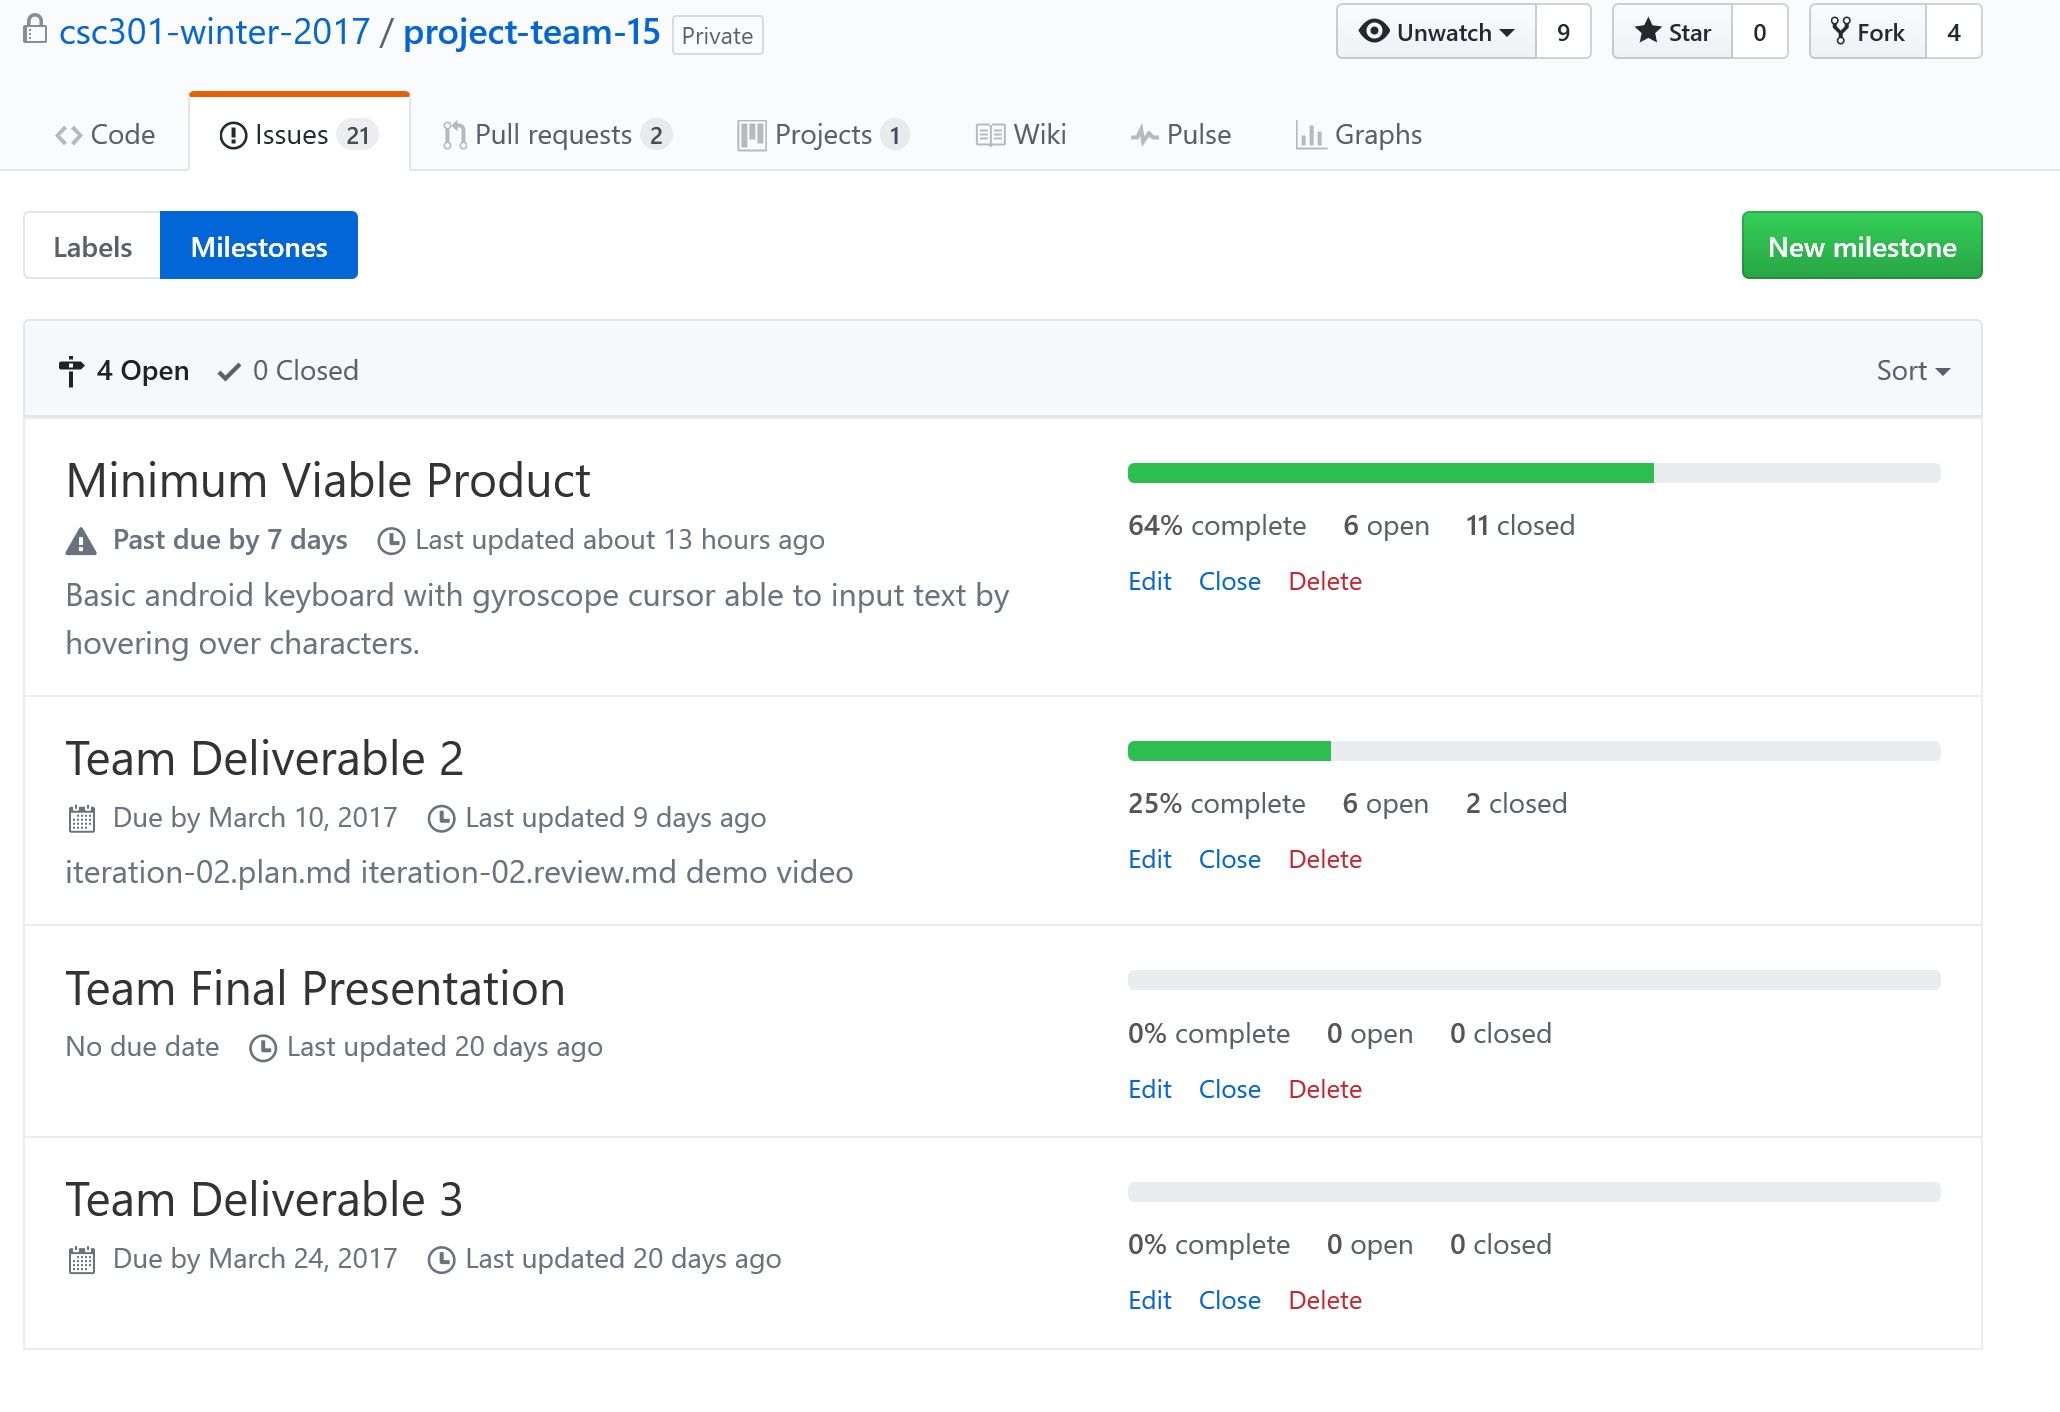 csc301-winter-2017 / project-team-15 Private Unwatch 9 Star 0 Fork 4
Code Issues 21 Pull requests 2 Projects 1 Wiki Pulse Graphs
Labels Milestones New milestone
4 Open 0 Closed Sort
Minimum Viable Product
Past due by 7 days Last updated about 13 hours ago
Basic android keyboard with gyroscope cursor able to input text by
hovering over characters.
64% complete 6 open 11 closed
Edit Close Delete
Team Deliverable 2
Due by March 10, 2017 Last updated 9 days ago
iteration-02.plan.md iteration-02.review.md demo video
25% complete 6 open 2 closed
Edit Close Delete
Team Final Presentation
No due date Last updated 20 days ago
0% complete 0 open 0 closed
Edit Close Delete
Team Deliverable 3
Due by March 24, 2017 Last updated 20 days ago
0% complete 0 open 0 closed
Edit Close Delete